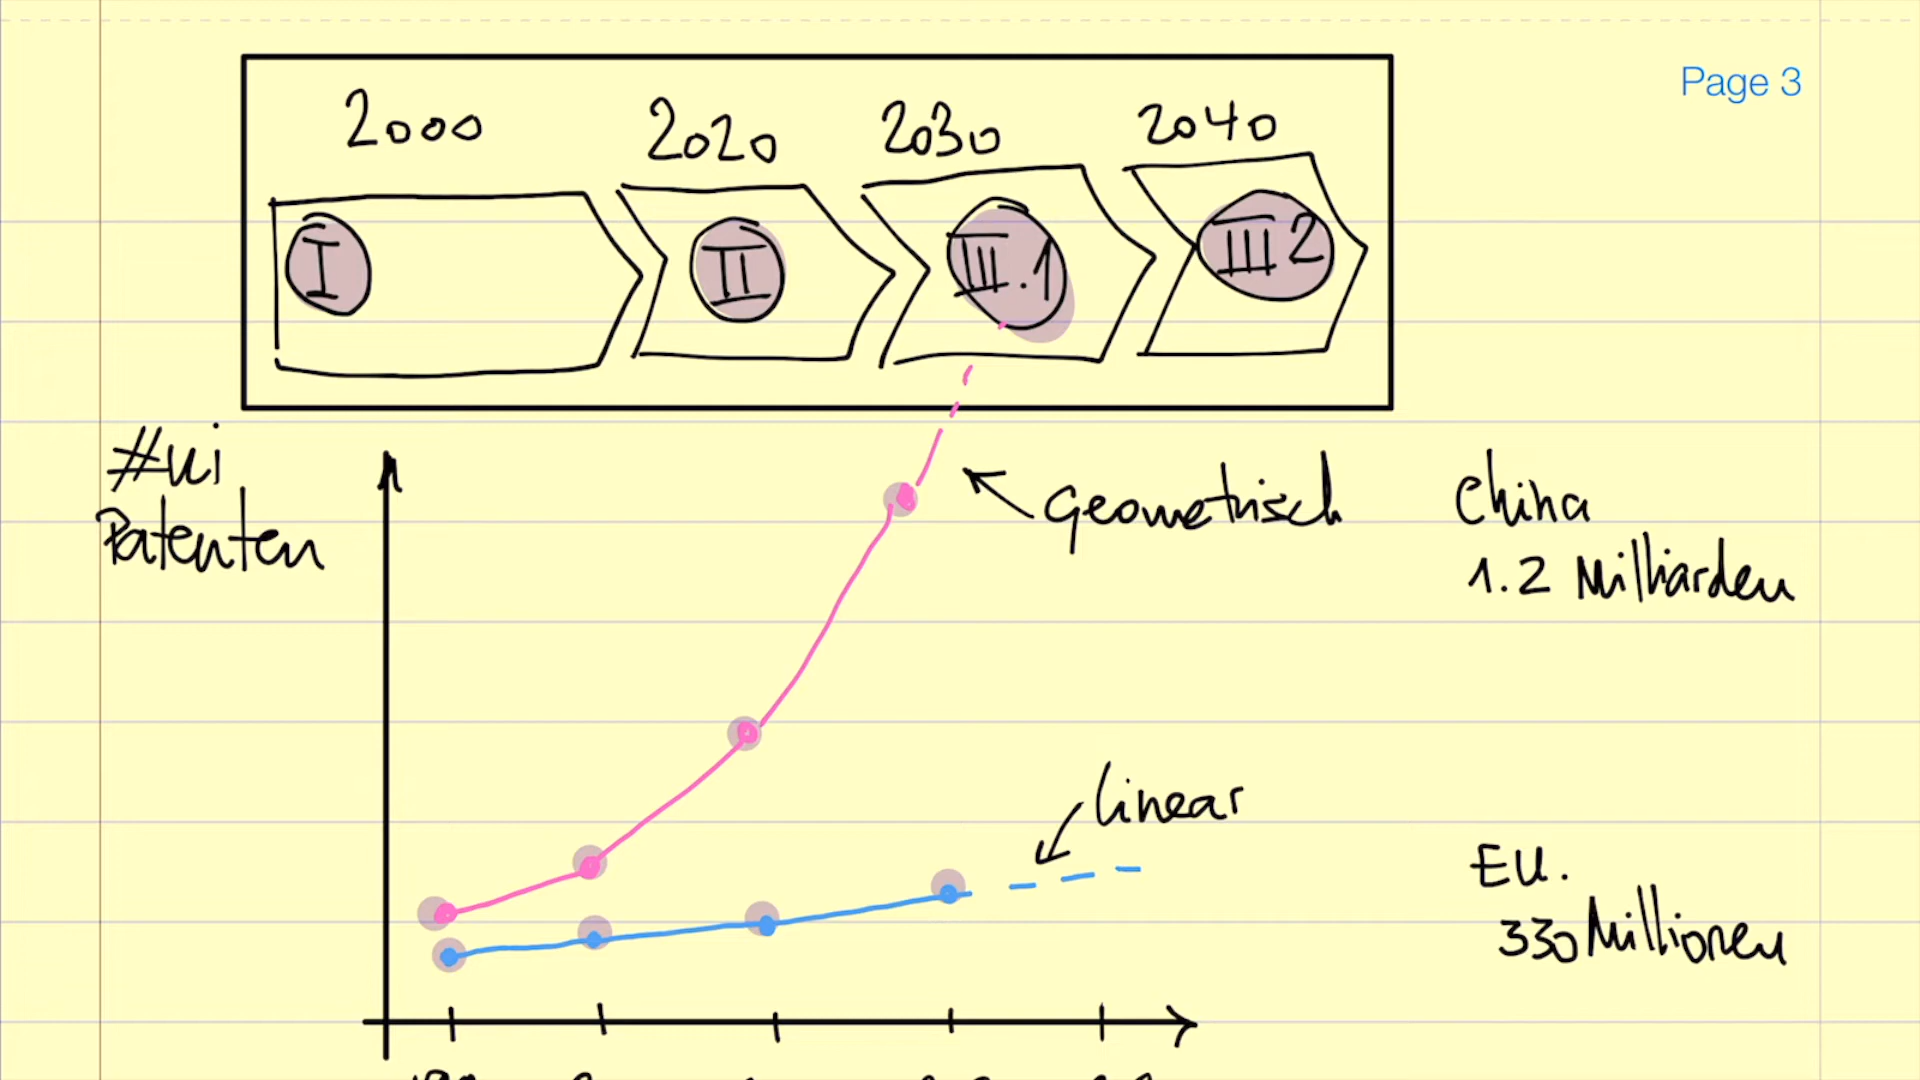 Page 3
2000 2020 2030 2040
I II III.1 III 2
#KI
Patenten
Geometrisch
China
1.2 Milliarden
linear
EU.
330 Millionen